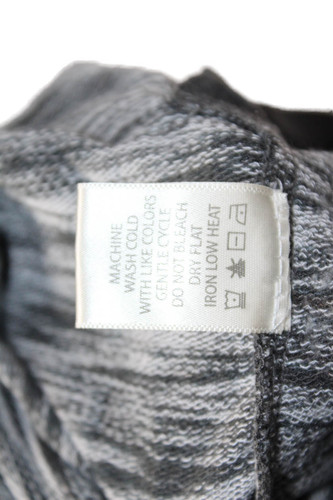 MACHINE
WASH COLD
WITH LIKE COLORS
GENTLE CYCLE
DO NOT BLEACH
DRY FLAT
IRON LOW HEAT